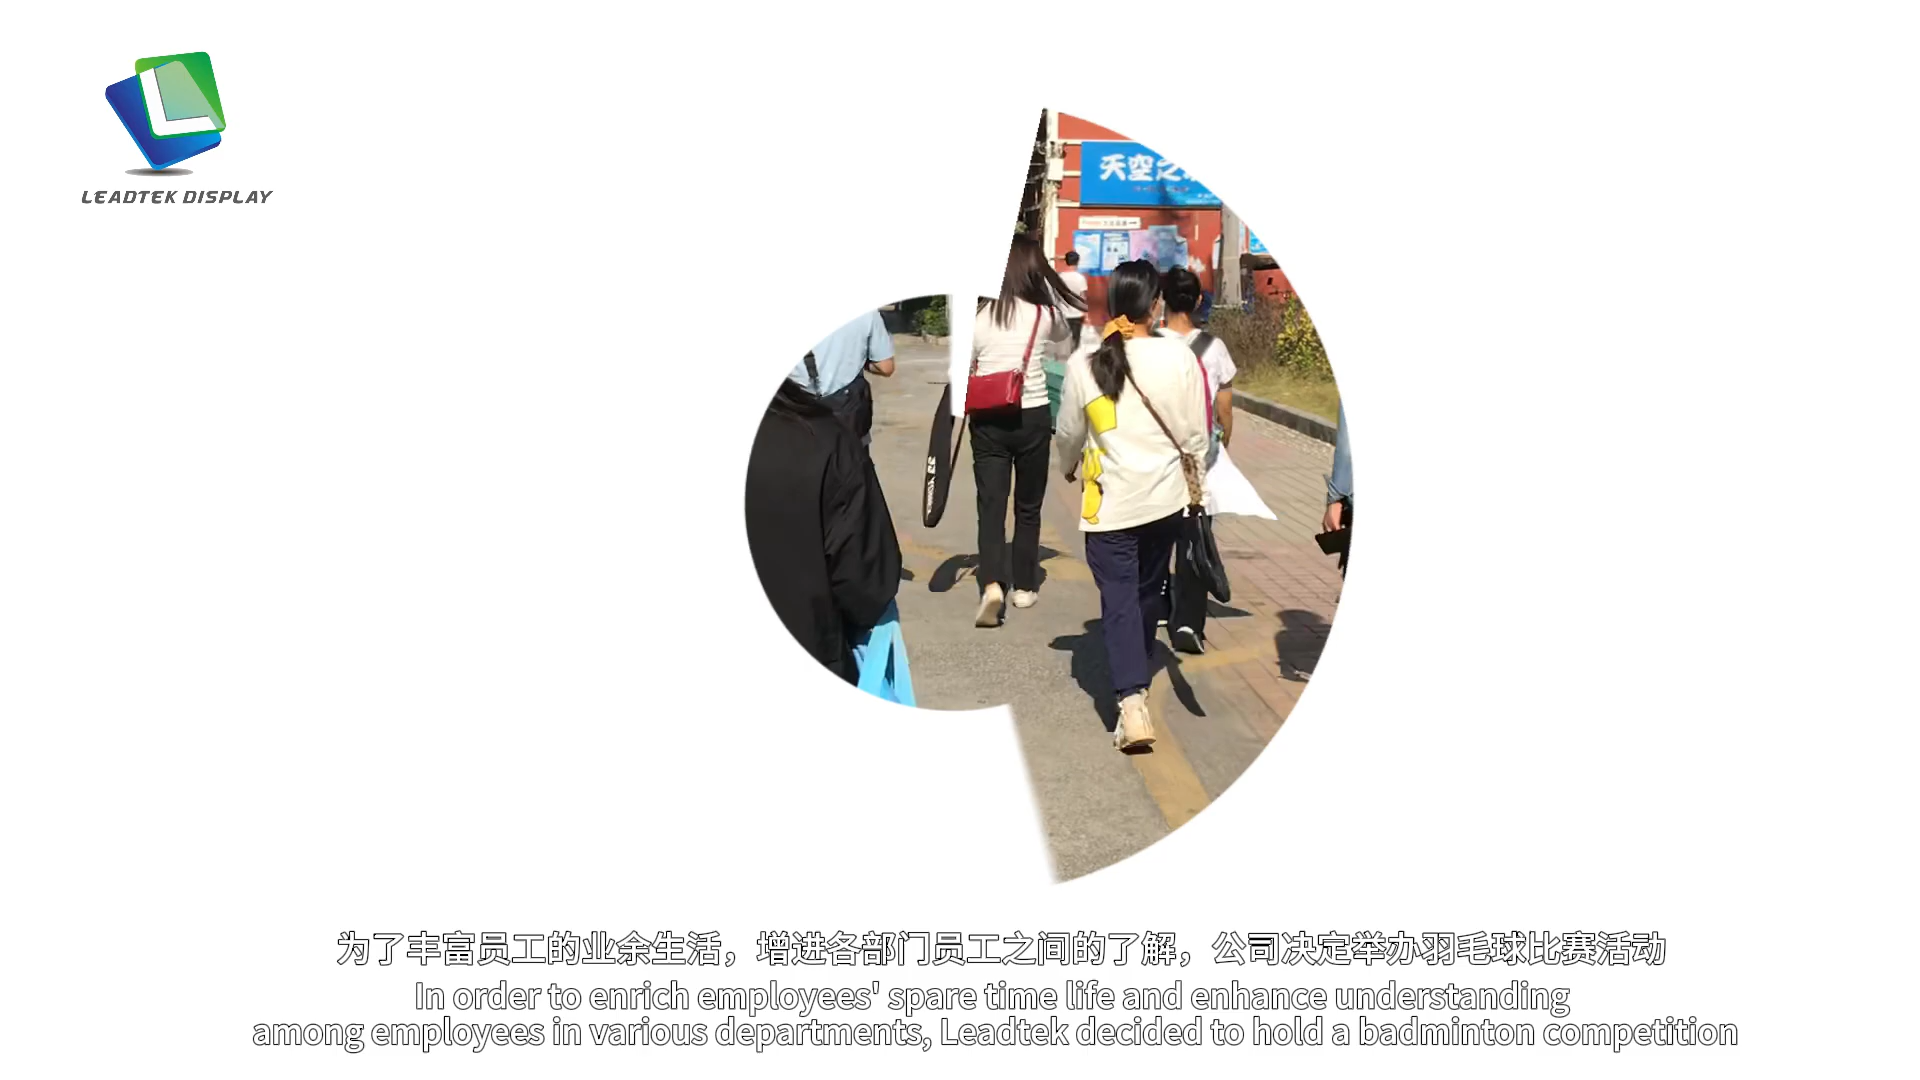 LEADTEK DISPLAY
天空之
YONEX
为了丰富员工的业余生活，增进各部门员工之间的了解，公司决定举办羽毛球比赛活动
In order to enrich employees' spare time life and enhance understanding
among employees in various departments, Leadtek decided to hold a badminton competition